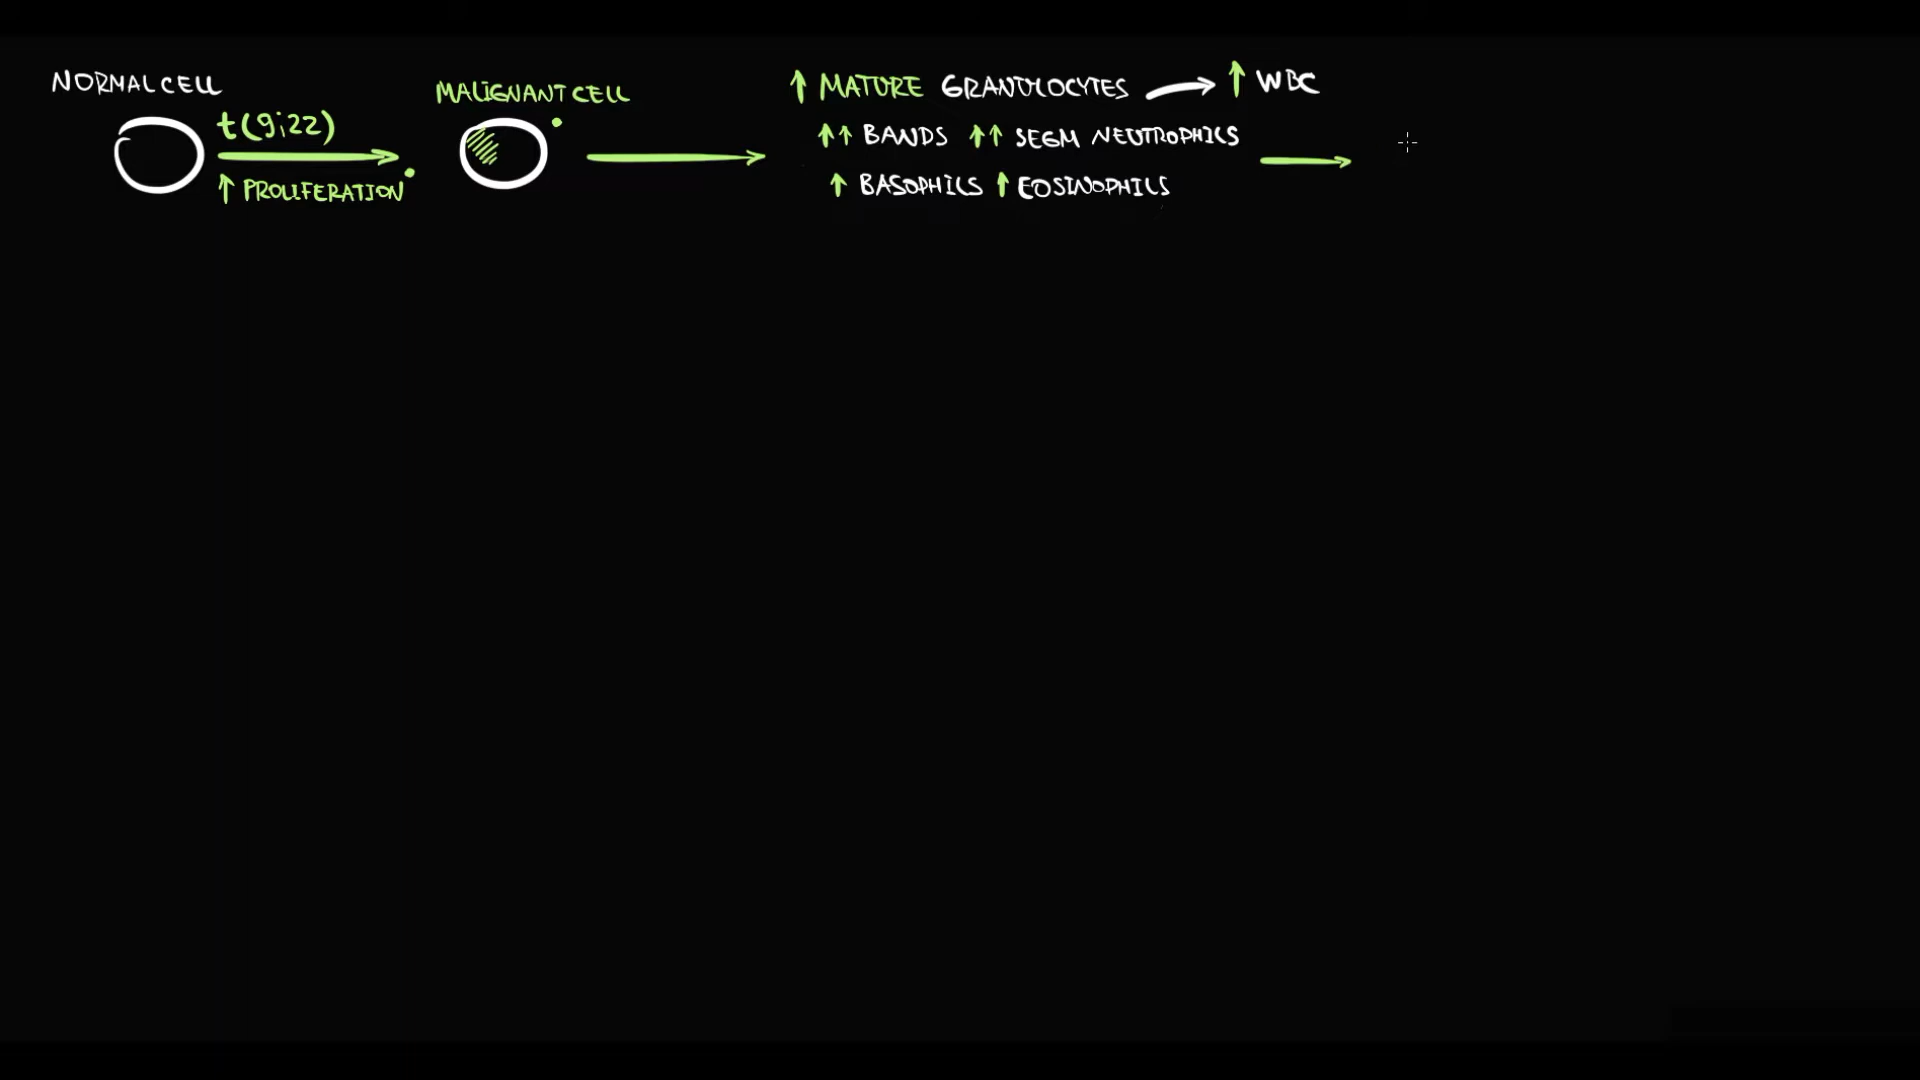 NORMAL CELL
t(9;22)
↑ PROLIFERATION
MALIGNANT CELL
↑ MATURE GRANULOCYTES → ↑ WBC
↑↑ BANDS ↑↑ SEGM NEUTROPHILS
↑ BASOPHILS ↑ EOSINOPHILS